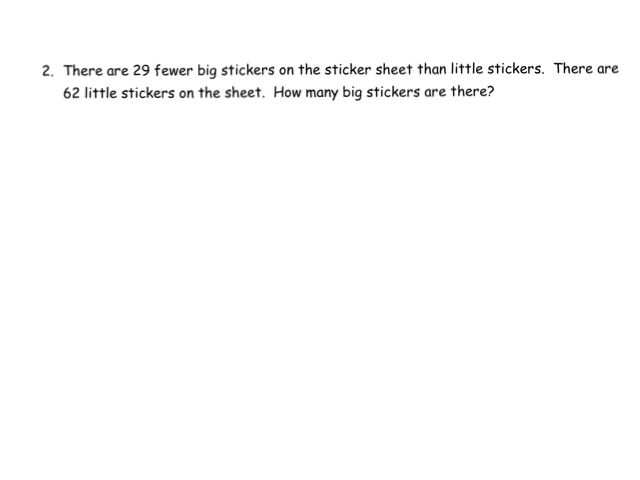 2. There are 29 fewer big stickers on the sticker sheet than little stickers. There are
62 little stickers on the sheet. How many big stickers are there?